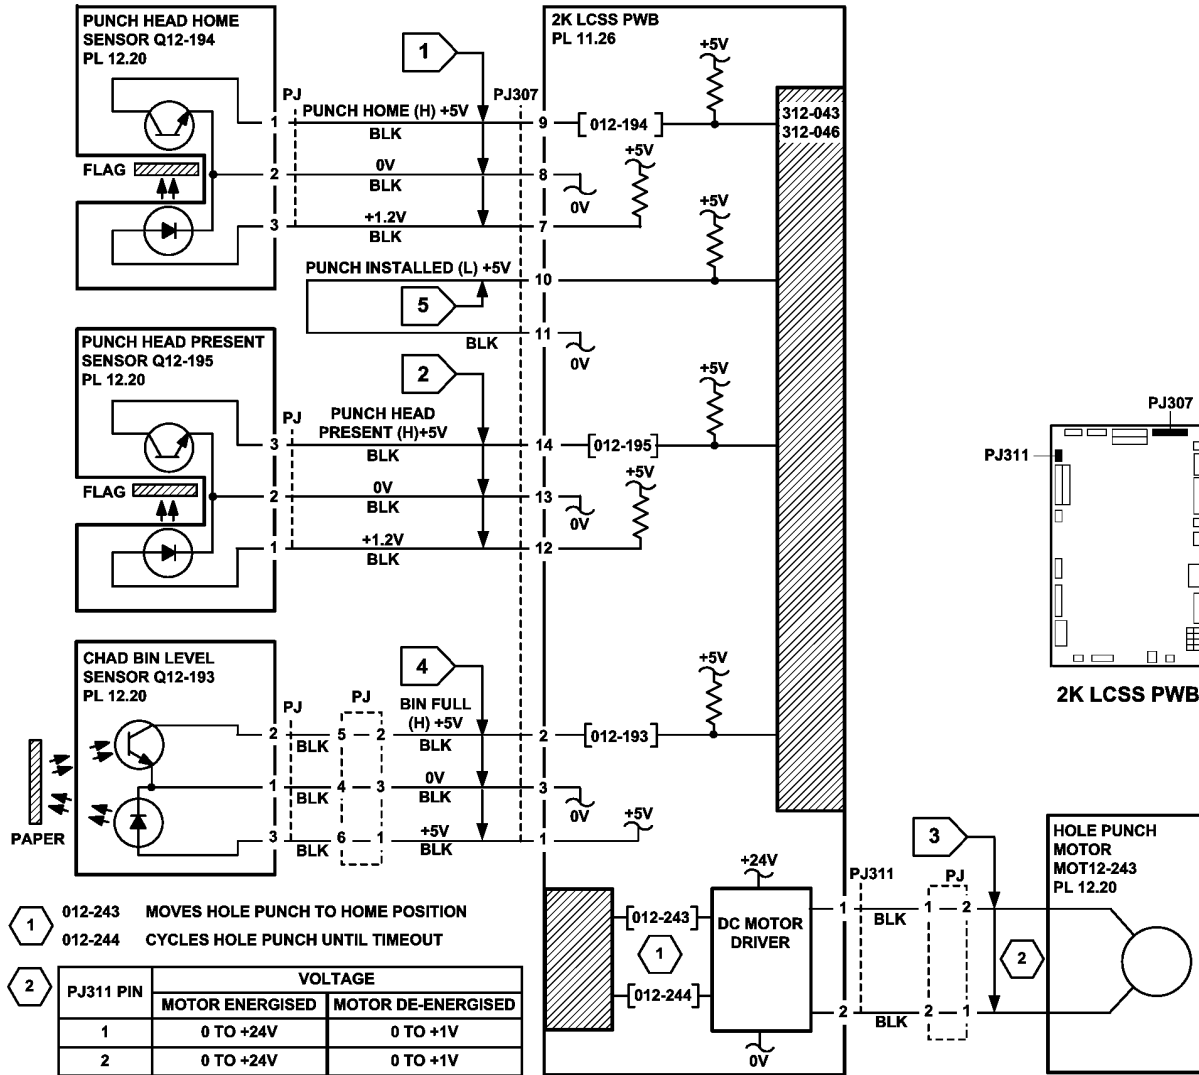 PUNCH HEAD HOME
SENSOR Q12-194
PL 12.20
FLAG
1
2
3
PJ
PUNCH HOME (H) +5V
BLK
0V
BLK
+1.2V
BLK
1
PJ307
2K LCSS PWB
PL 11.26
9
8
7
[012-194]
+5V
0V
+5V
312-043
312-046
PUNCH INSTALLED (L) +5V
5
BLK
10
11
+5V
0V
PUNCH HEAD PRESENT
SENSOR Q12-195
PL 12.20
FLAG
3
2
1
PJ
PUNCH HEAD
PRESENT (H)+5V
BLK
0V
BLK
+1.2V
BLK
2
14
13
12
[012-195]
+5V
0V
+5V
PJ307
PJ311
2K LCSS PWB
CHAD BIN LEVEL
SENSOR Q12-193
PL 12.20
PAPER
2
1
3
PJ
BLK
BLK
BLK
PJ
5 2
4 3
6 1
BIN FULL
(H) +5V
BLK
0V
BLK
+5V
BLK
4
2
3
1
[012-193]
+5V
0V
+5V
1
012-243 MOVES HOLE PUNCH TO HOME POSITION
012-244 CYCLES HOLE PUNCH UNTIL TIMEOUT
2
PJ311 PIN
VOLTAGE
MOTOR ENERGISED MOTOR DE-ENERGISED
1 0 TO +24V 0 TO +1V
2 0 TO +24V 0 TO +1V
[012-243]
1
[012-244]
+24V
DC MOTOR
DRIVER
0V
PJ311
1
2
BLK
BLK
PJ
1 2
2 1
3
2
HOLE PUNCH
MOTOR
MOT12-243
PL 12.20